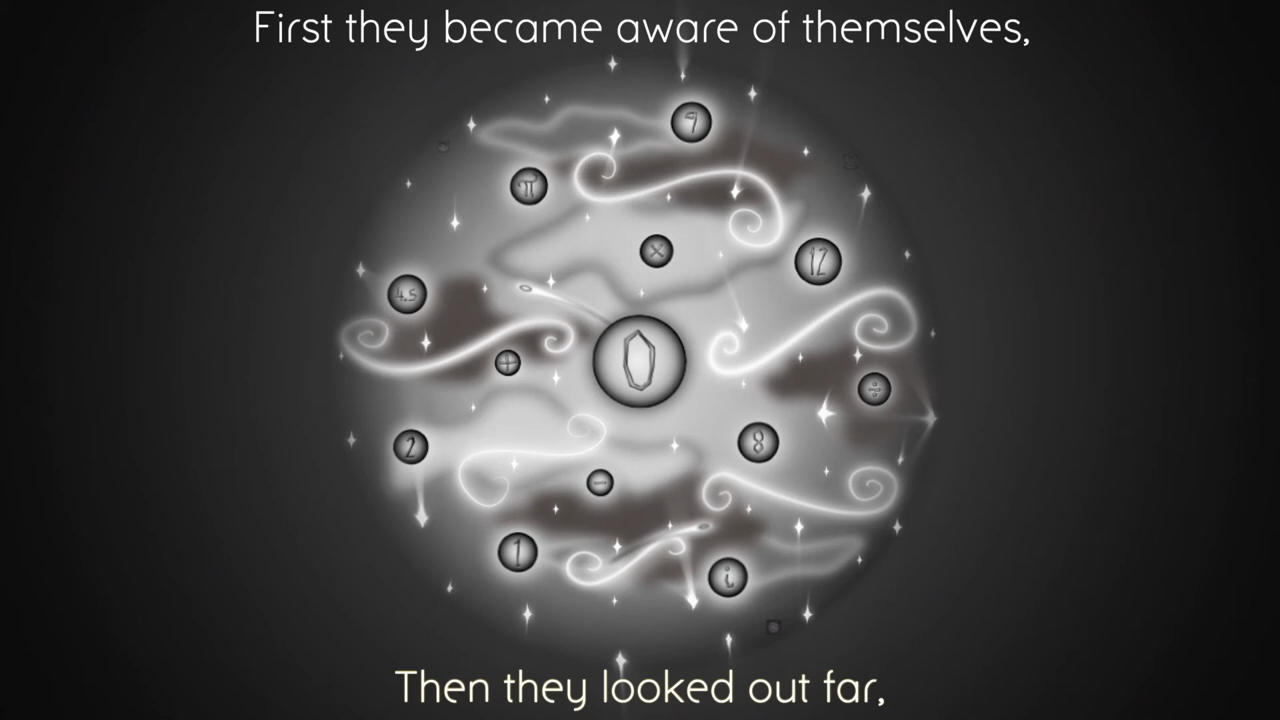 First they became aware of themselves,
9
π
×
12
4.5
0
+
÷
2
8
−
1
i
Then they looked out far,